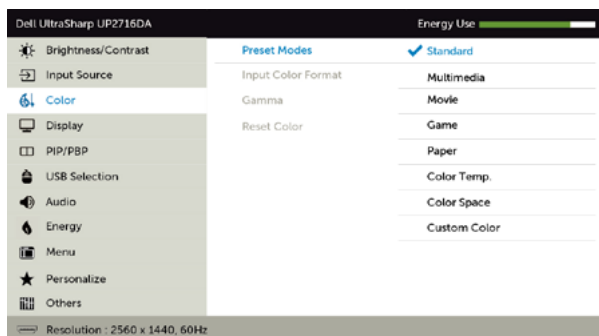 Dell UltraSharp UP2716DA
Energy Use
Brightness/Contrast
Preset Modes
Standard
Input Source
Input Color Format
Multimedia
Color
Gamma
Movie
Display
Reset Color
Game
PIP/PBP
Paper
USB Selection
Color Temp.
Audio
Color Space
Energy
Custom Color
Menu
Personalize
Others
Resolution : 2560 x 1440, 60Hz